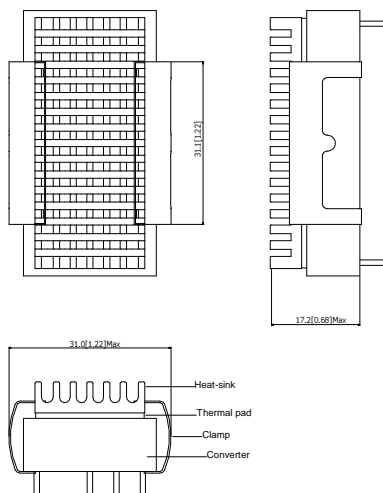 31.1[1.22]
17.2[0.68]Max
31.0[1.22]Max
Heat-sink
Thermal pad
Clamp
Converter